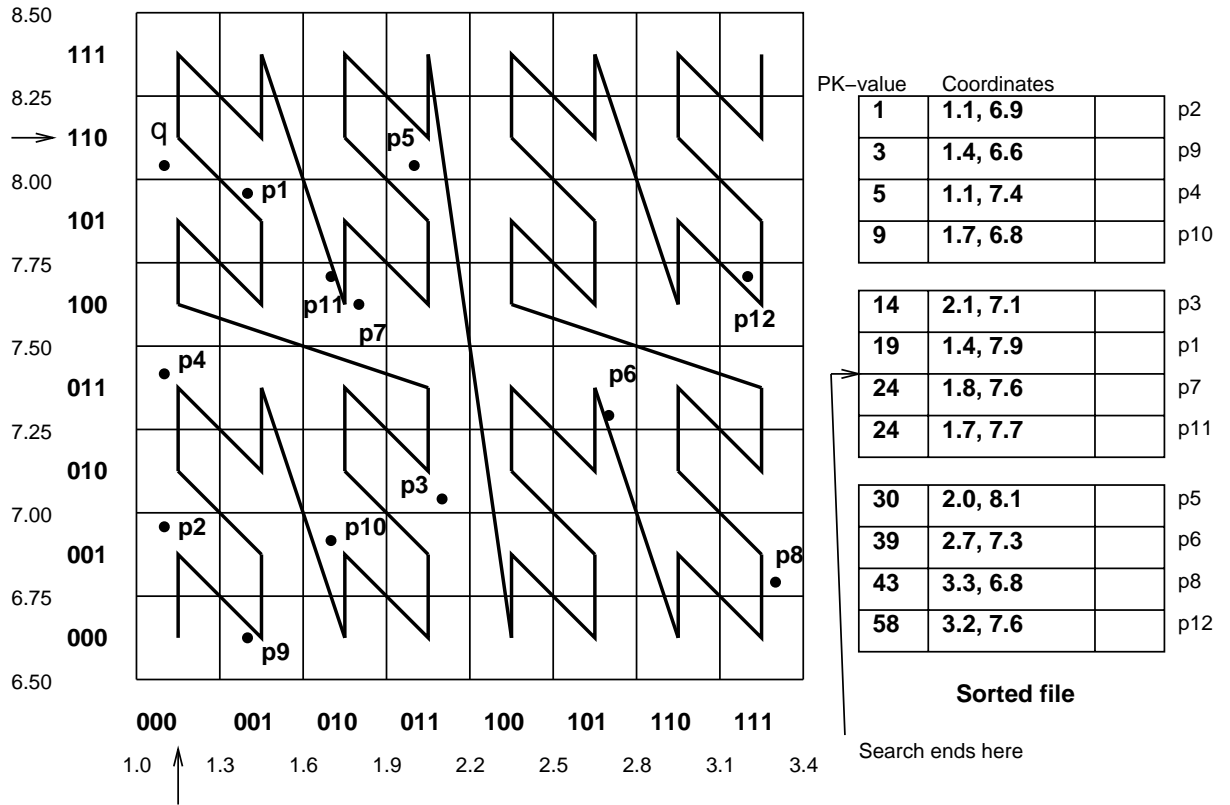 8.50
111
8.25
110
q
p5
8.00
p1
101
7.75
p11
p12
100
p7
7.50
p4
p6
011
7.25
010
p3
7.00
p2
p10
001
p8
6.75
000
p9
6.50
000 001 010 011 100 101 110 111
1.0 1.3 1.6 1.9 2.2 2.5 2.8 3.1 3.4
PK−value Coordinates
1 1.1, 6.9 p2
3 1.4, 6.6 p9
5 1.1, 7.4 p4
9 1.7, 6.8 p10
14 2.1, 7.1 p3
19 1.4, 7.9 p1
24 1.8, 7.6 p7
24 1.7, 7.7 p11
30 2.0, 8.1 p5
39 2.7, 7.3 p6
43 3.3, 6.8 p8
58 3.2, 7.6 p12
Sorted file
Search ends here